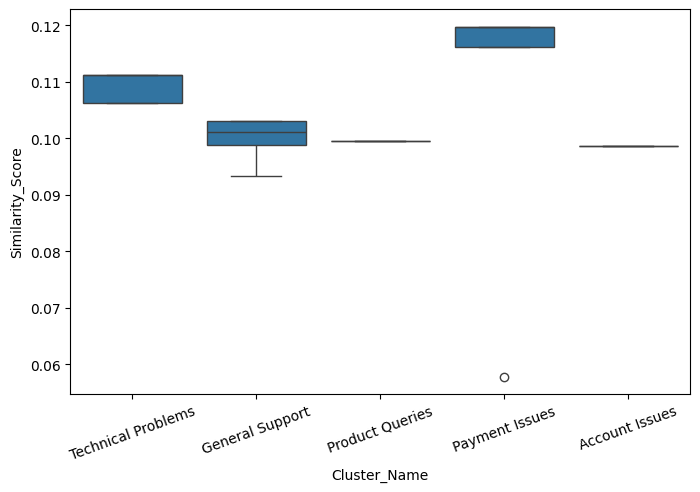 Similarity_Score
0.12
0.11
0.10
0.09
0.08
0.07
0.06
Technical Problems
General Support
Product Queries
Payment Issues
Account Issues
Cluster_Name